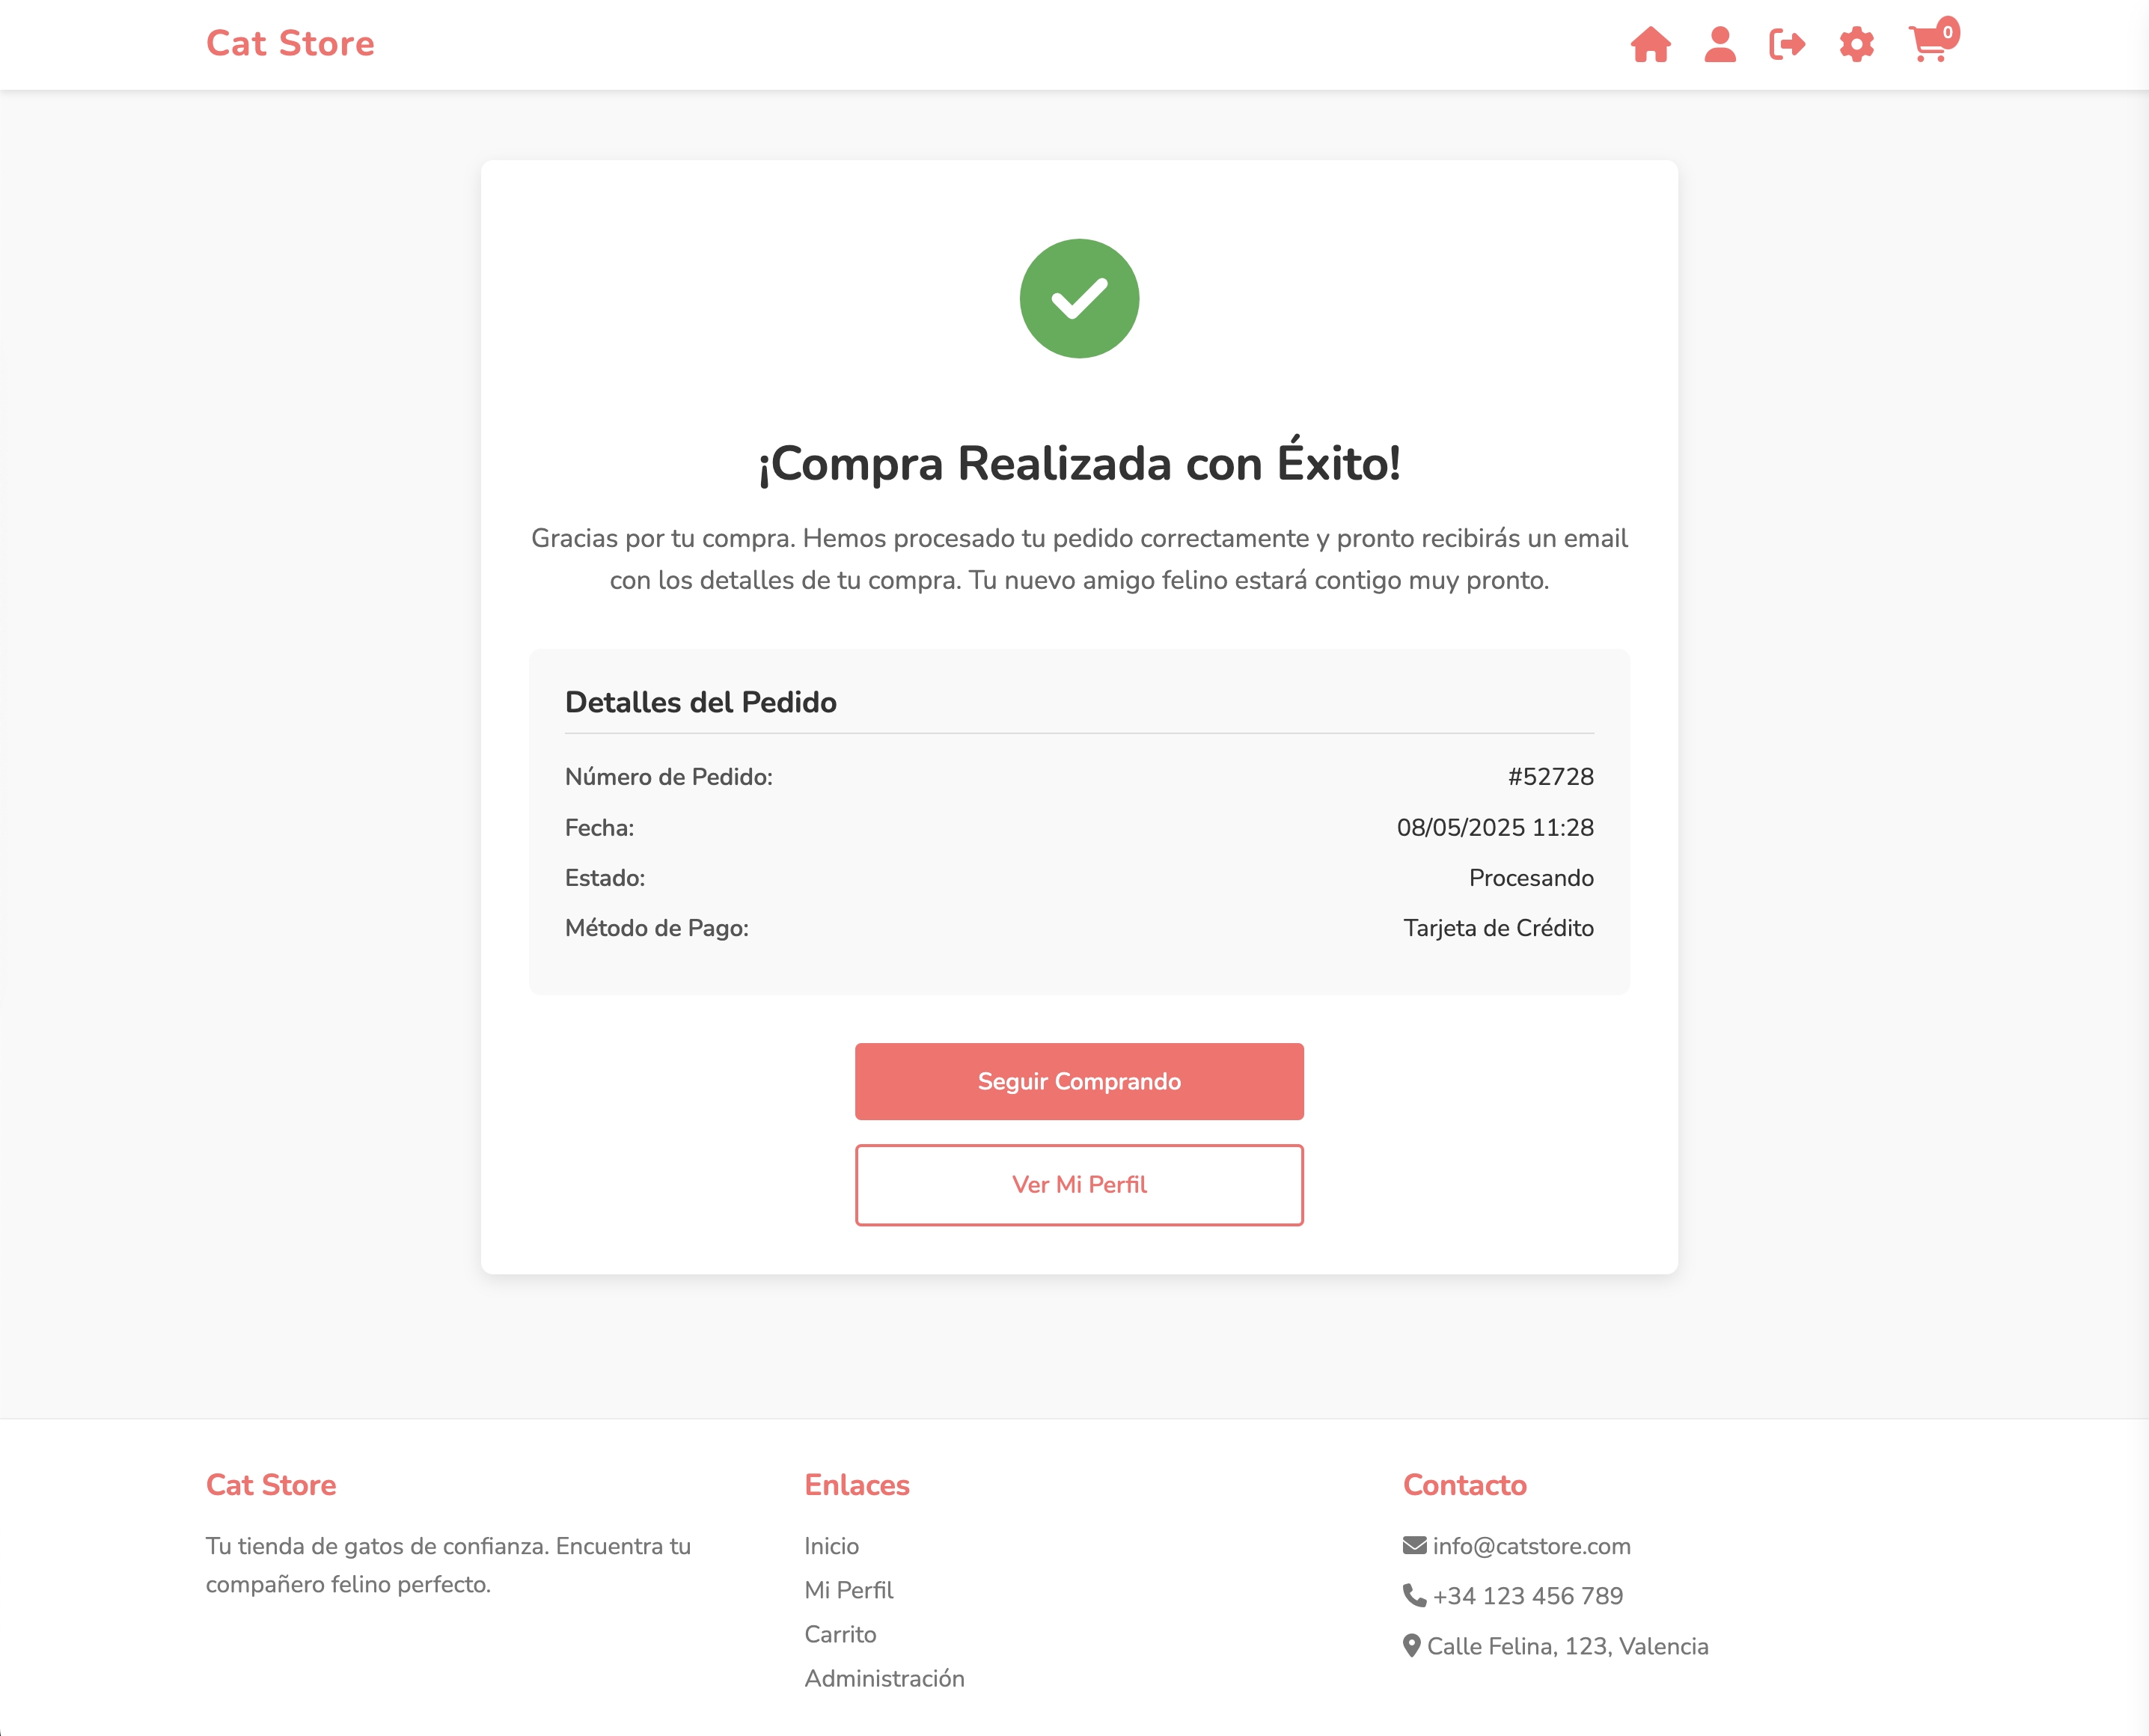 Cat Store
0
¡Compra Realizada con Éxito!
Gracias por tu compra. Hemos procesado tu pedido correctamente y pronto recibirás un email
con los detalles de tu compra. Tu nuevo amigo felino estará contigo muy pronto.
Detalles del Pedido
Número de Pedido: #52728
Fecha: 08/05/2025 11:28
Estado: Procesando
Método de Pago: Tarjeta de Crédito
Seguir Comprando
Ver Mi Perfil
Cat Store
Tu tienda de gatos de confianza. Encuentra tu
compañero felino perfecto.
Enlaces
Inicio
Mi Perfil
Carrito
Administración
Contacto
info@catstore.com
+34 123 456 789
Calle Felina, 123, Valencia